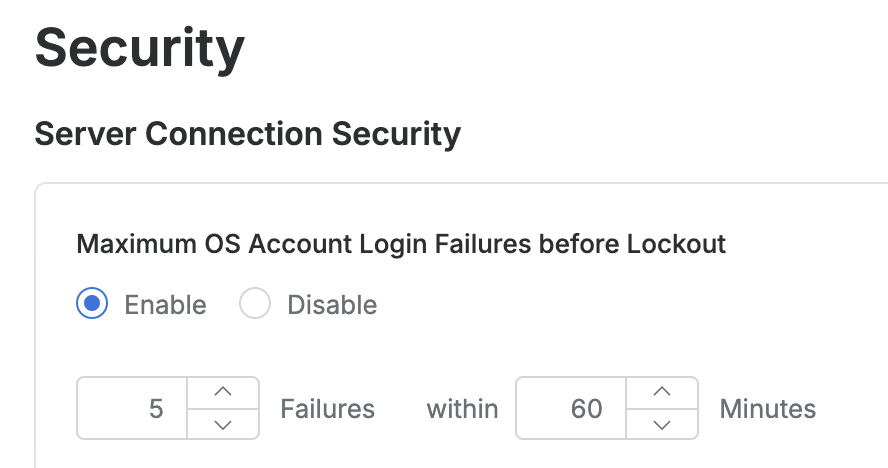 Security
Server Connection Security
Maximum OS Account Login Failures before Lockout
Enable Disable
5 Failures within 60 Minutes